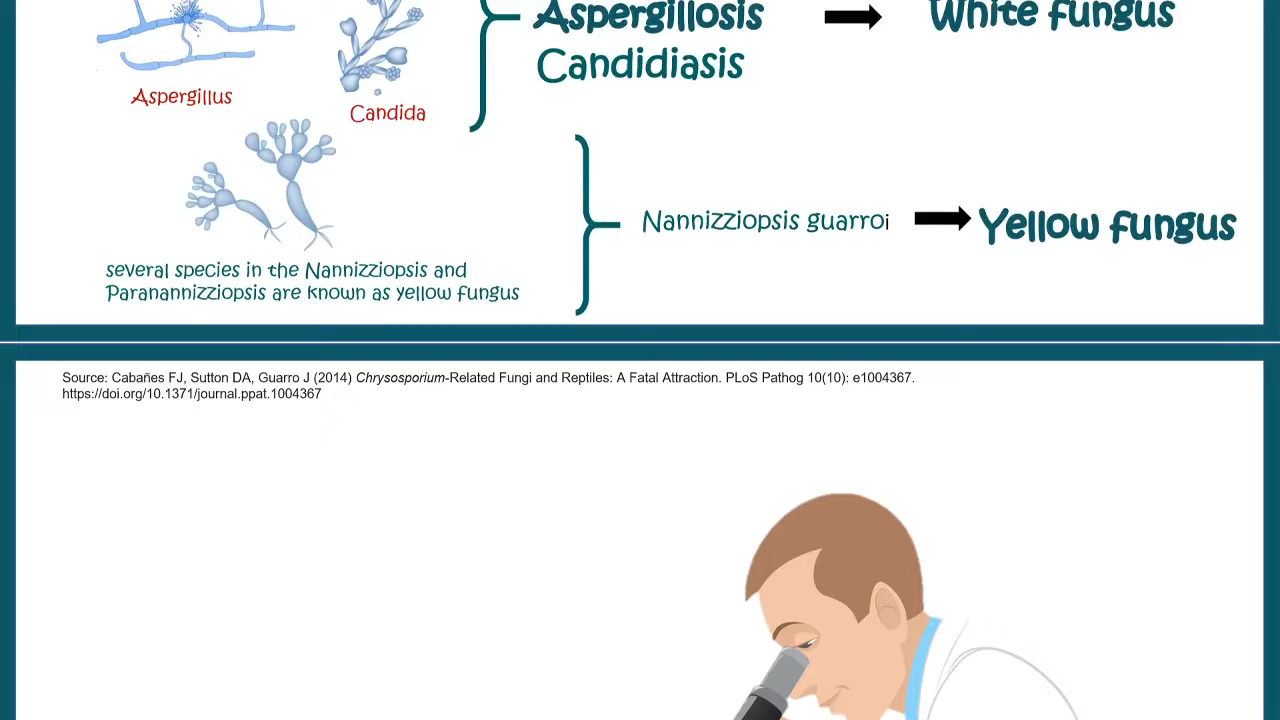 Aspergillosis
White fungus
Candidiasis
Aspergillus
Candida
Nannizziopsis guarroi
Yellow fungus
several species in the Nannizziopsis and
Paranannizziopsis are known as yellow fungus
Source: Cabañes FJ, Sutton DA, Guarro J (2014) Chrysosporium-Related Fungi and Reptiles: A Fatal Attraction. PLoS Pathog 10(10): e1004367.
https://doi.org/10.1371/journal.ppat.1004367